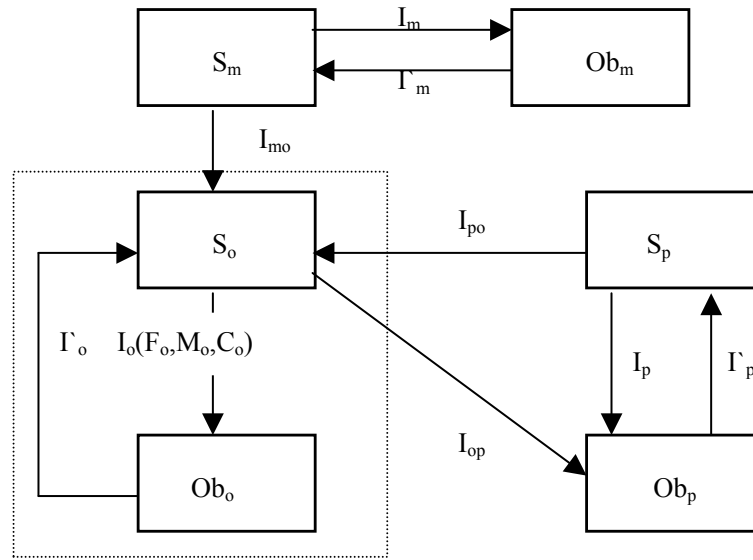 I_m
S_m Ob_m
I`_m
I_mo
S_o I_po S_p
I`_o I_o(F_o,M_o,C_o) I_p I`_p
I_op
Ob_o Ob_p